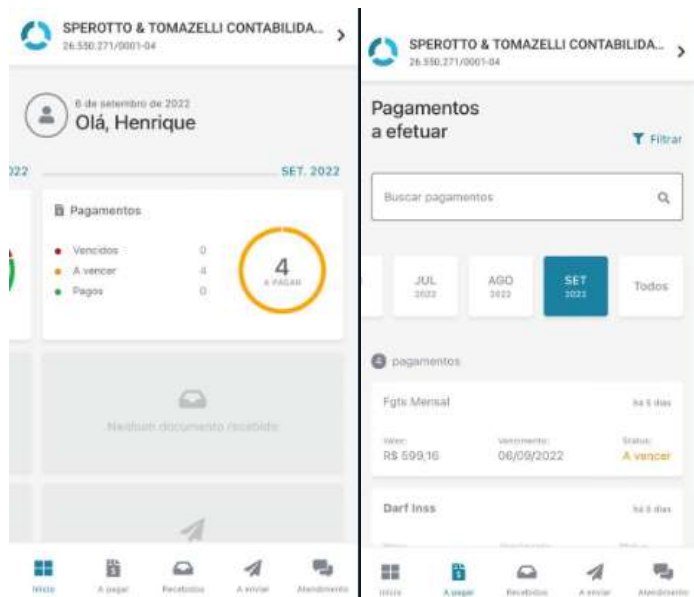 SPEROTTO & TOMAZELLI CONTABILIDA...
26.550.271/0001-04
6 de setembro de 2022
Olá, Henrique
022
SET. 2022
Pagamentos
Vencidos 0
A vencer 4
Pagos 0
4
A PAGAR
Nenhum documento recebido
Início
A pagar
Recebidos
A enviar
Atendimento
SPEROTTO & TOMAZELLI CONTABILIDA...
26.550.271/0001-04
Pagamentos
a efetuar
Filtrar
Buscar pagamentos
JUL
2022
AGO
2022
SET
2022
Todos
4 pagamentos
Fgts Mensal
há 5 dias
Valor:
Vencimento:
Status:
R$ 599,16
06/09/2022
A vencer
Darf Inss
há 5 dias
Início
A pagar
Recebidos
A enviar
Atendimento